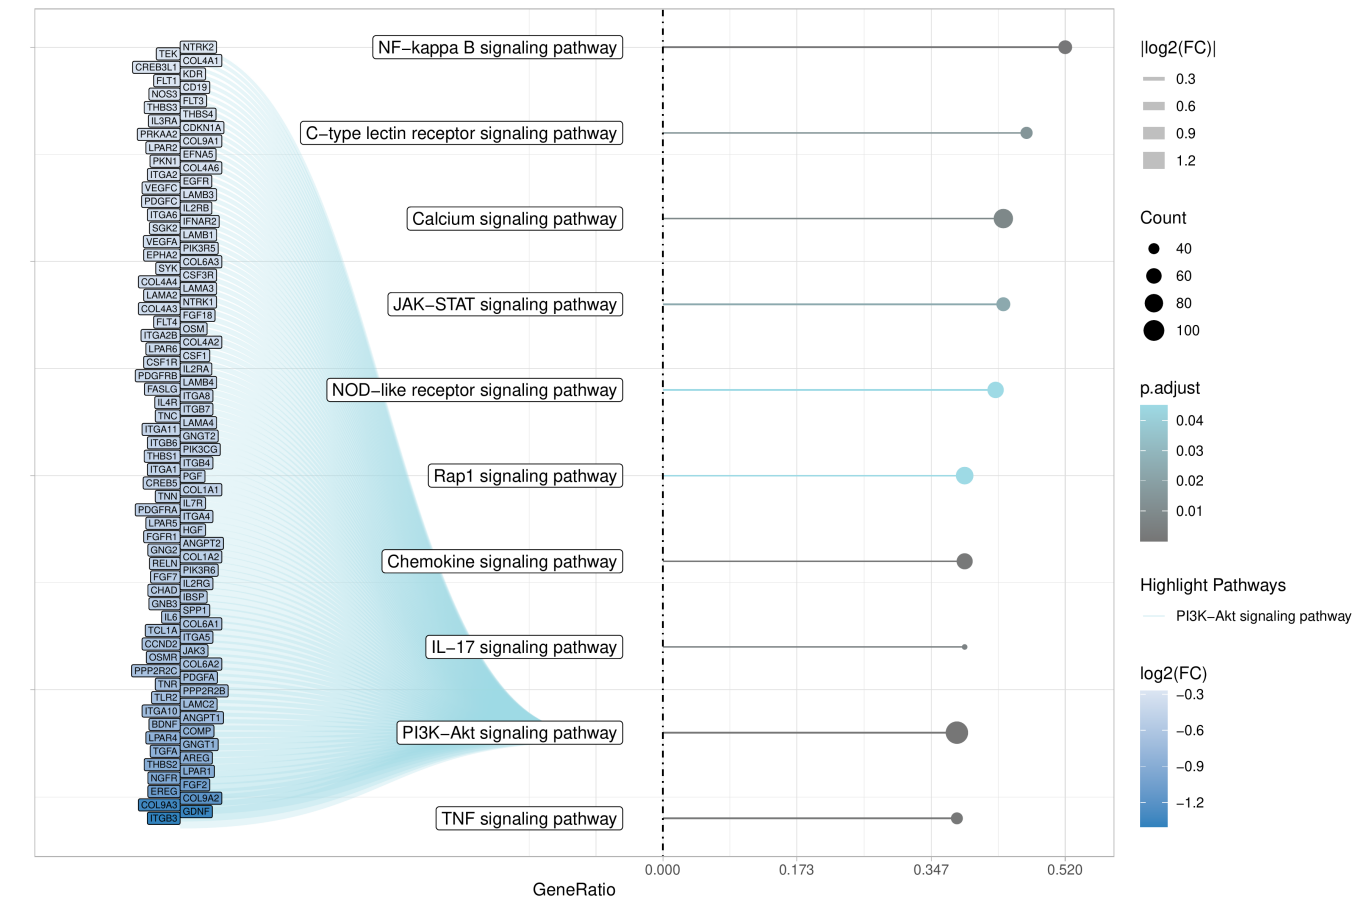 NTRK2
TEK
COL4A1
CREB3L1
KDR
FLT1
CD19
NOS3
FLT3
THBS3
THBS4
IL3RA
CDKN1A
PRKAA2
COL9A1
LPAR2
EFNA5
PKN1
COL4A6
ITGA2
EGFR
VEGFC
LAMB3
PDGFC
IL2RB
ITGA6
IFNAR2
SGK2
LAMB1
VEGFA
PIK3R5
EPHA2
COL6A3
SYK
CSF3R
COL4A4
LAMA3
LAMA2
NTRK1
COL4A3
FGF18
FLT4
OSM
ITGA2B
COL4A2
LPAR6
CSF1
CSF1R
IL2RA
PDGFRB
LAMB4
FASLG
ITGA8
IL4R
ITGB7
TNC
LAMA4
ITGA11
GNGT2
ITGB6
PIK3CG
THBS1
ITGB4
ITGA1
PGF
CREB5
COL1A1
TNN
IL7R
PDGFRA
ITGA4
LPAR5
HGF
FGFR1
ANGPT2
GNG2
COL1A2
RELN
PIK3R6
FGF7
IL2RG
CHAD
IBSP
GNB3
SPP1
IL6
COL6A1
TCL1A
ITGA5
CCND2
JAK3
OSMR
COL6A2
PPP2R2C
PDGFA
TNR
PPP2R2B
TLR2
LAMC2
ITGA10
ANGPT1
BDNF
COMP
LPAR4
GNGT1
TGFA
AREG
THBS2
LPAR1
NGFR
FGF2
EREG
COL9A2
COL9A3
GDNF
ITGB3
NF−kappa B signaling pathway
C−type lectin receptor signaling pathway
Calcium signaling pathway
JAK−STAT signaling pathway
NOD−like receptor signaling pathway
Rap1 signaling pathway
Chemokine signaling pathway
IL−17 signaling pathway
PI3K−Akt signaling pathway
TNF signaling pathway
0.000
0.173
0.347
0.520
GeneRatio
|log2(FC)|
0.3
0.6
0.9
1.2
Count
40
60
80
100
p.adjust
0.04
0.03
0.02
0.01
Highlight Pathways
PI3K−Akt signaling pathway
log2(FC)
−0.3
−0.6
−0.9
−1.2